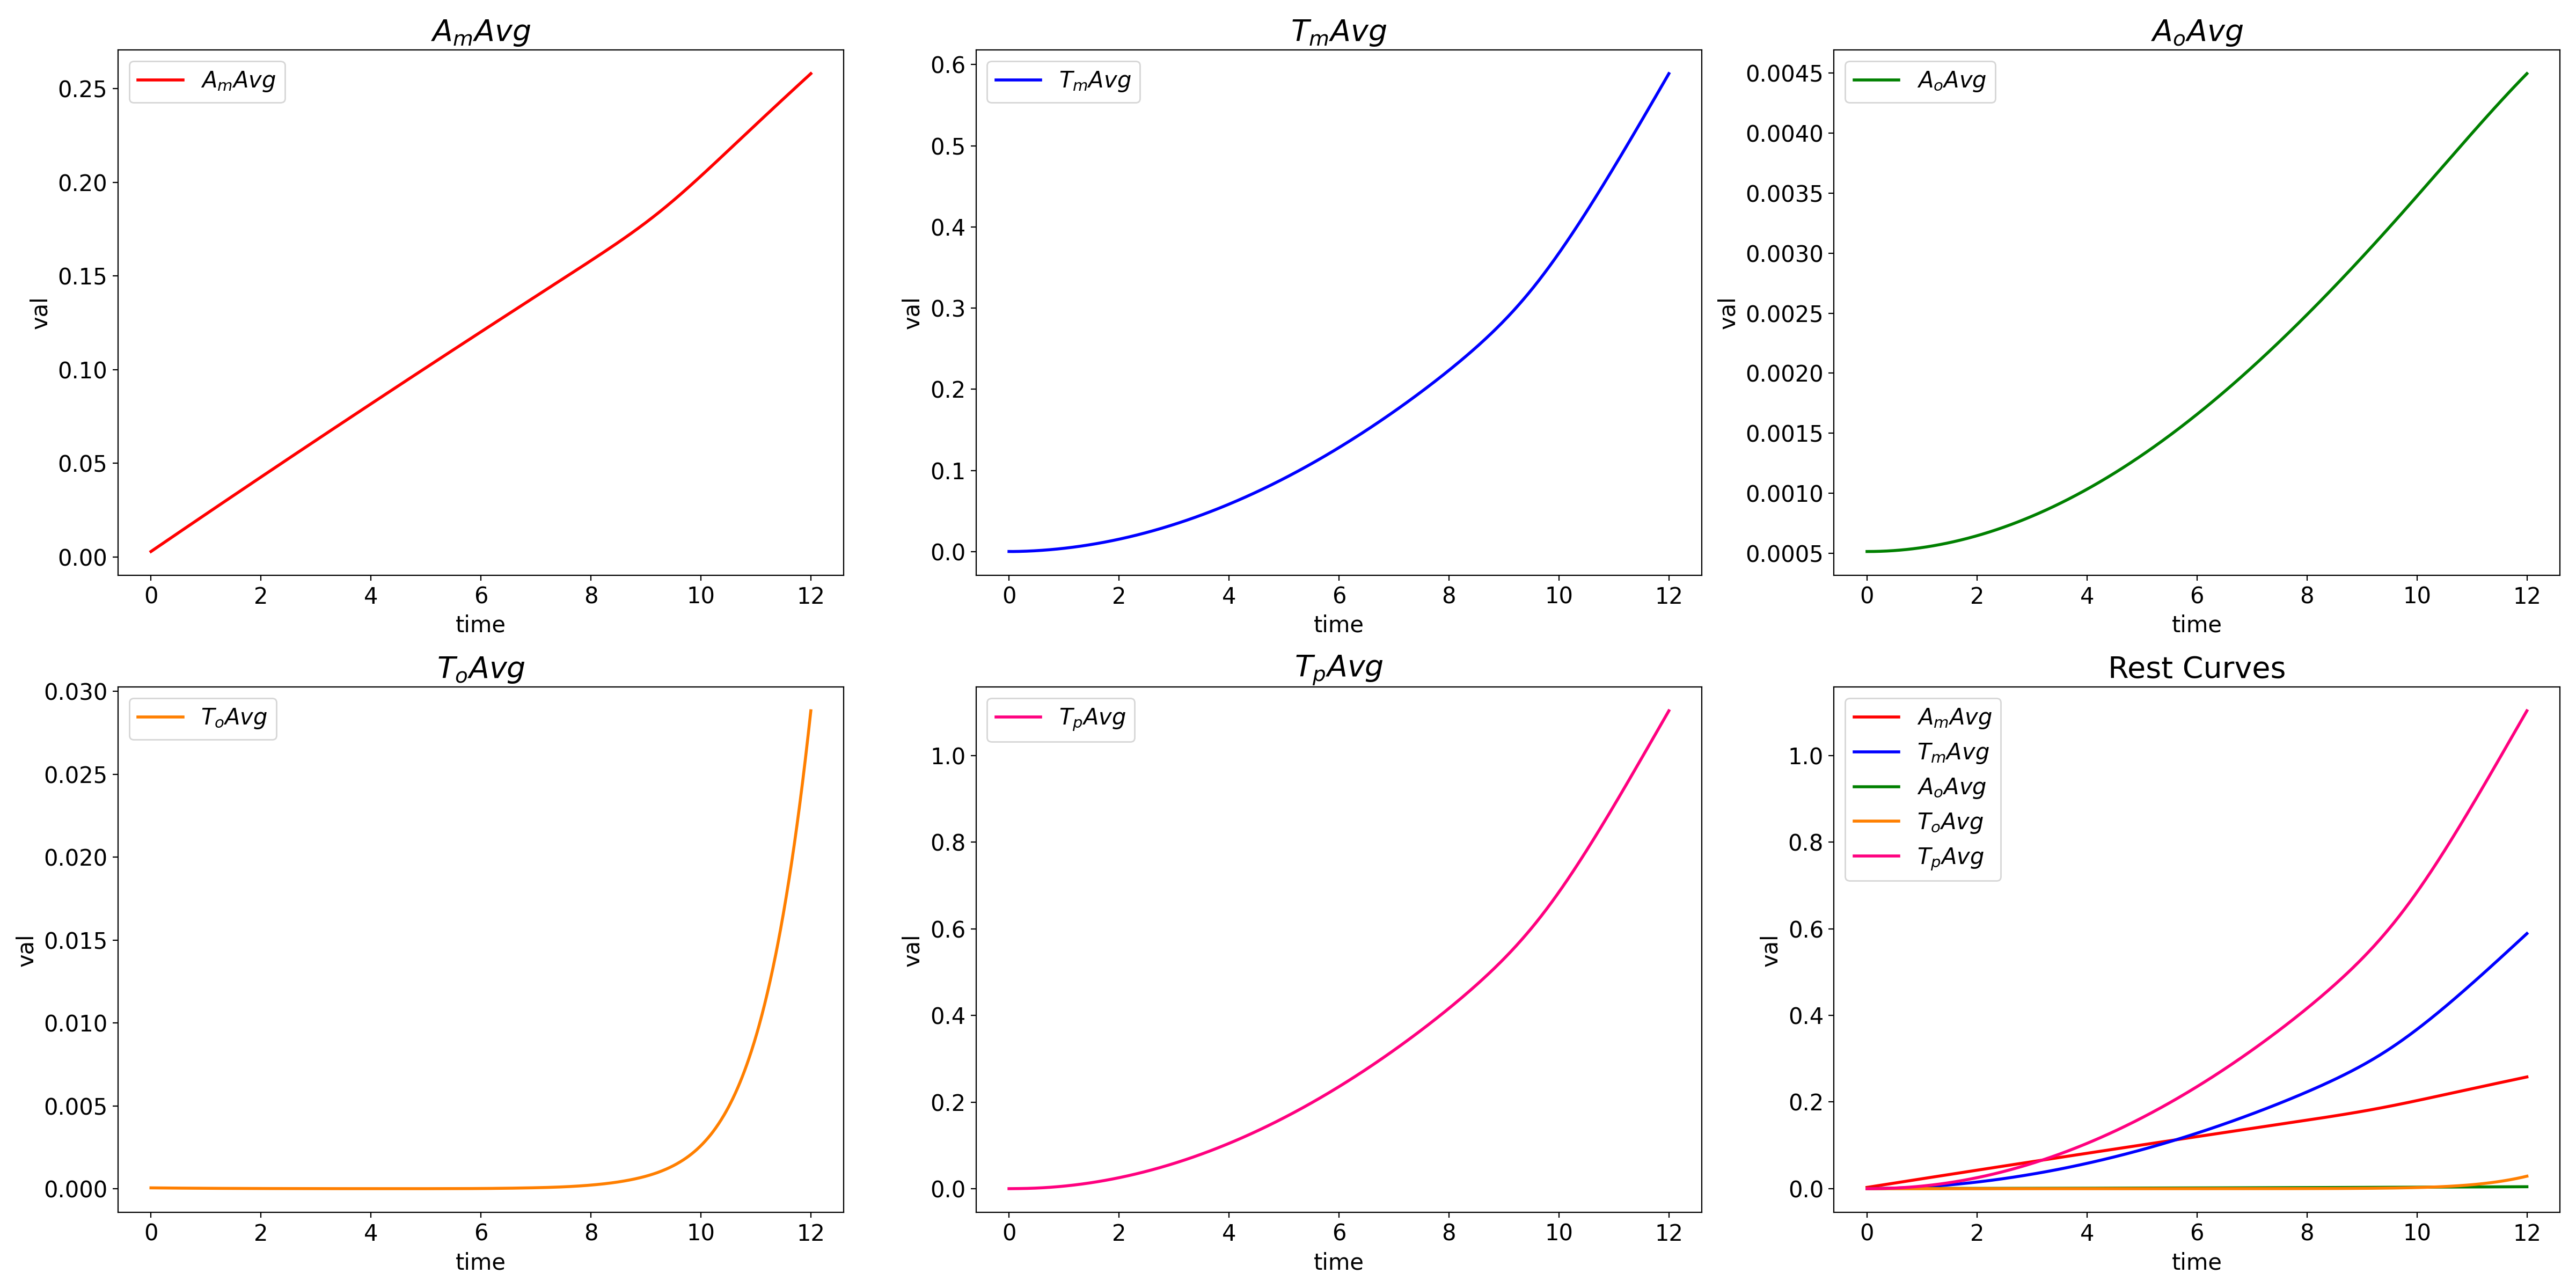 A_mAvg
A_mAvg
val
0.25
0.20
0.15
0.10
0.05
0.00
0 2 4 6 8 10 12
time
T_mAvg
T_mAvg
val
0.6
0.5
0.4
0.3
0.2
0.1
0.0
0 2 4 6 8 10 12
time
A_oAvg
A_oAvg
val
0.0045
0.0040
0.0035
0.0030
0.0025
0.0020
0.0015
0.0010
0.0005
0 2 4 6 8 10 12
time
T_oAvg
T_oAvg
val
0.030
0.025
0.020
0.015
0.010
0.005
0.000
0 2 4 6 8 10 12
time
T_pAvg
T_pAvg
val
1.0
0.8
0.6
0.4
0.2
0.0
0 2 4 6 8 10 12
time
Rest Curves
A_mAvg
T_mAvg
A_oAvg
T_oAvg
T_pAvg
val
1.0
0.8
0.6
0.4
0.2
0.0
0 2 4 6 8 10 12
time